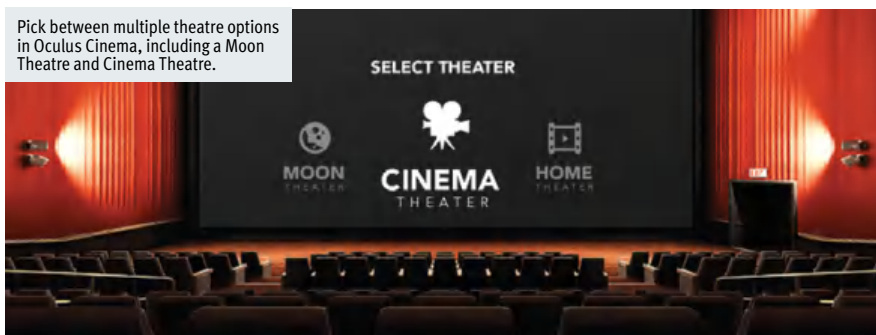 Pick between multiple theatre options
in Oculus Cinema, including a Moon
Theatre and Cinema Theatre.
SELECT THEATER
MOON
THEATER
CINEMA
THEATER
HOME
THEATER